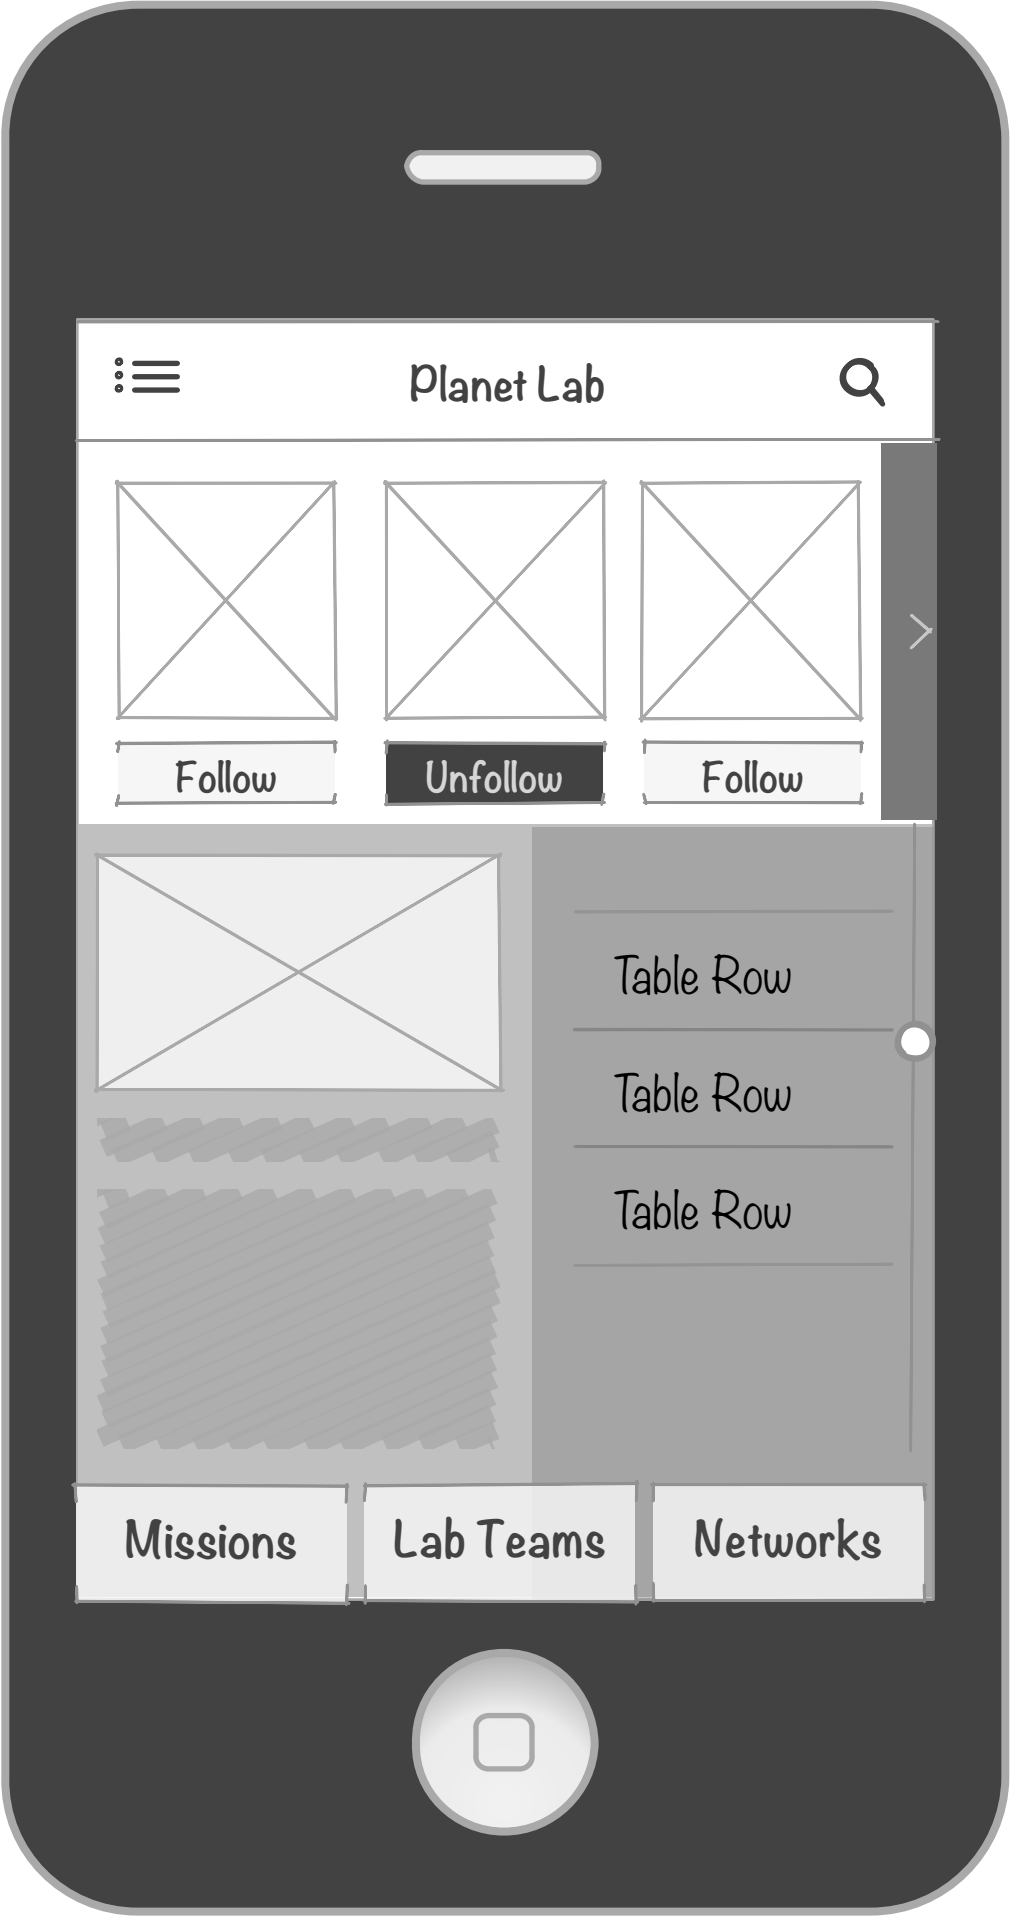 Planet Lab
Follow
Unfollow
Follow
Table Row
Table Row
Table Row
Missions
Lab Teams
Networks